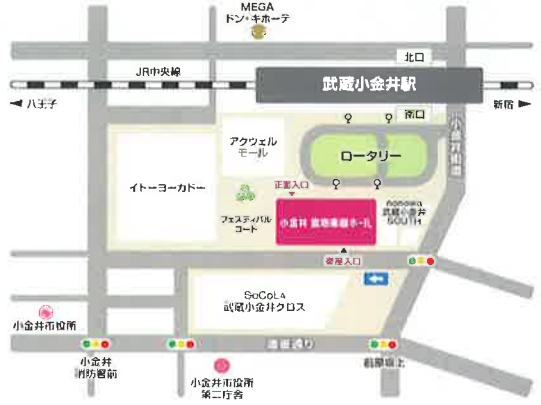 MEGA
ドン・キホーテ
北口
JR中央線
武蔵小金井駅
八王子
新宿
南口
小金井街道
アクウェル
モール
ロータリー
イトーヨーカドー
正面入口
フェスティバル
コート
小金井 宮地楽器ホール
nonowa
武蔵小金井
SOUTH
楽屋入口
SoCoLA
武蔵小金井クロス
小金井市役所
小金井
消防署前
連雀通り
前原坂上
小金井市役所
第二庁舎